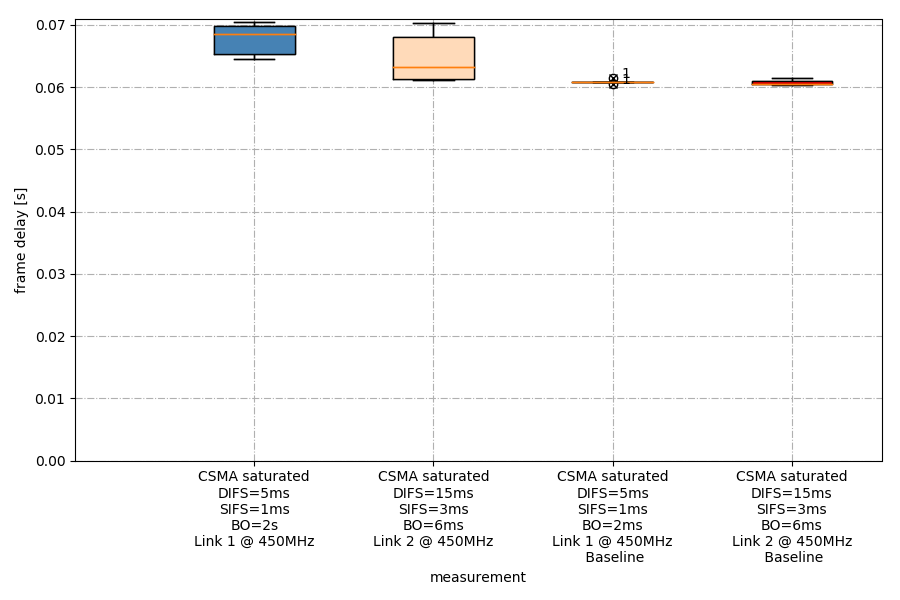 0.07
0.06
0.05
0.04
0.03
0.02
0.01
0.00
frame delay [s]
1
1
CSMA saturated
DIFS=5ms
SIFS=1ms
BO=2s
Link 1 @ 450MHz
CSMA saturated
DIFS=15ms
SIFS=3ms
BO=6ms
Link 2 @ 450MHz
CSMA saturated
DIFS=5ms
SIFS=1ms
BO=2ms
Link 1 @ 450MHz
Baseline
CSMA saturated
DIFS=15ms
SIFS=3ms
BO=6ms
Link 2 @ 450MHz
Baseline
measurement